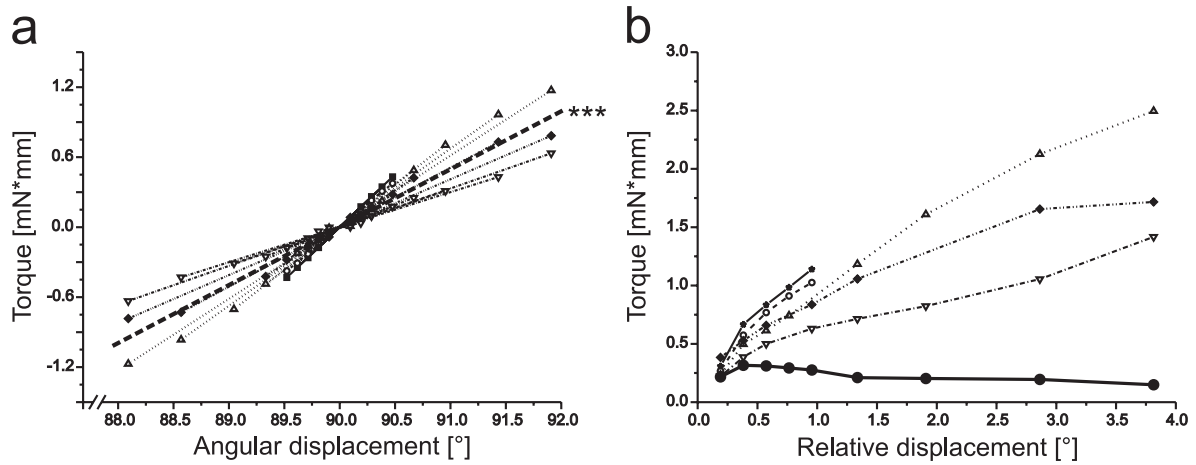 a
1.2
0.6
0.0
-0.6
-1.2
Torque [mN*mm]
***
88.0 88.5 89.0 89.5 90.0 90.5 91.0 91.5 92.0
Angular displacement [°]
b
3.0
2.5
2.0
1.5
1.0
0.5
0.0
Torque [mN*mm]
0.0 0.5 1.0 1.5 2.0 2.5 3.0 3.5 4.0
Relative displacement [°]